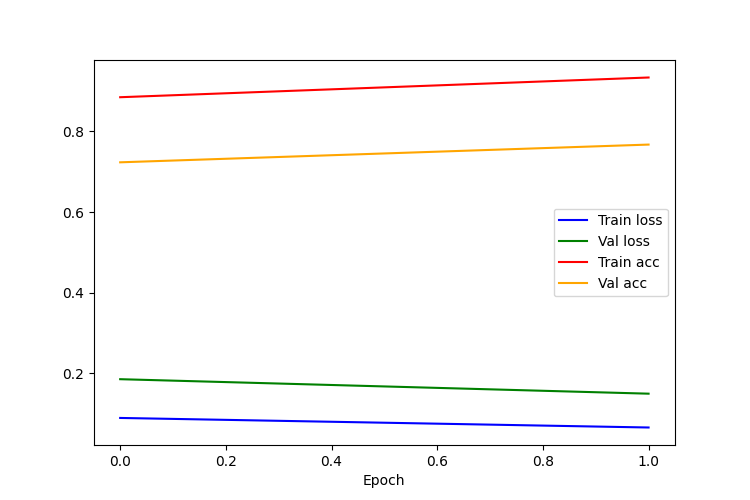 0.8
0.6
0.4
0.2
Train loss
Val loss
Train acc
Val acc
0.0 0.2 0.4 0.6 0.8 1.0
Epoch